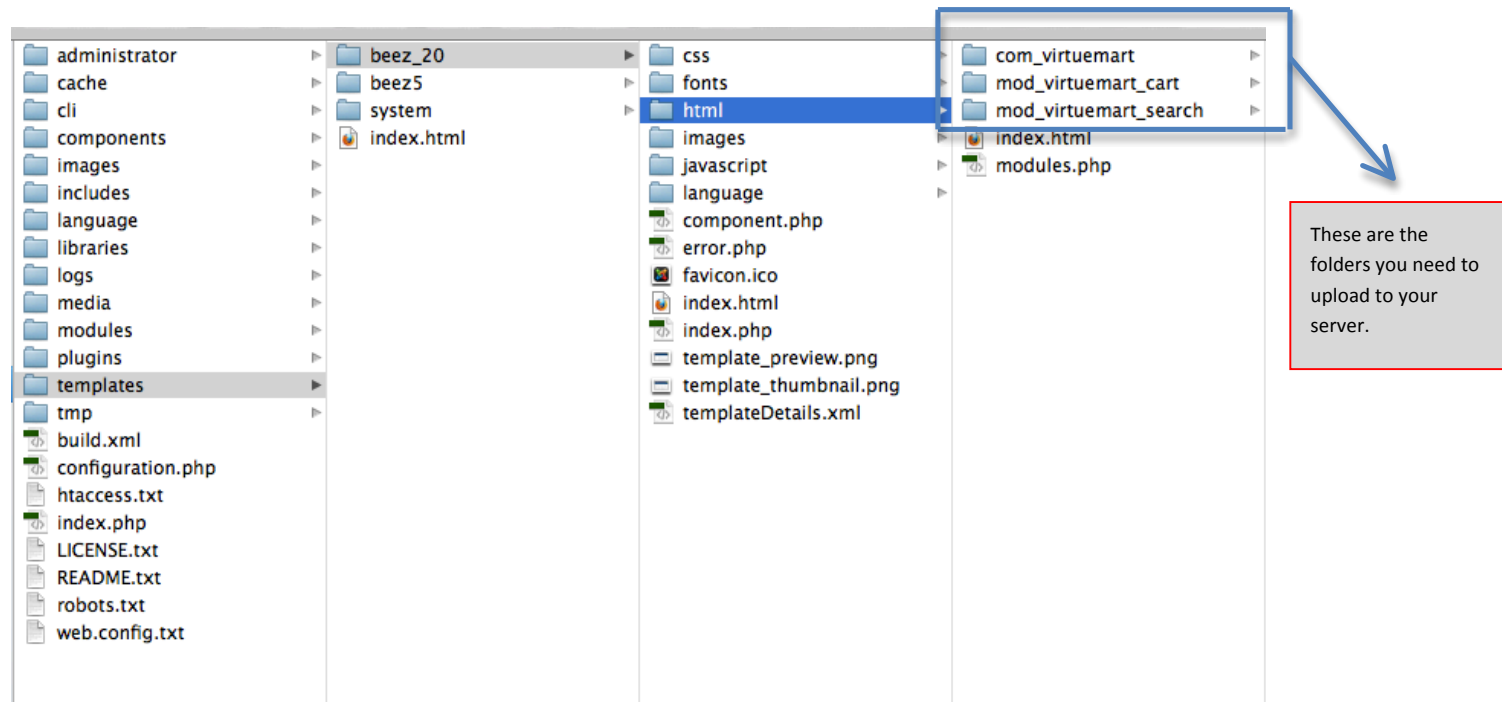 administrator
cache
cli
components
images
includes
language
libraries
logs
media
modules
plugins
templates
tmp
build.xml
configuration.php
htaccess.txt
index.php
LICENSE.txt
README.txt
robots.txt
web.config.txt
beez_20
beez5
system
index.html
css
fonts
html
images
javascript
language
component.php
error.php
favicon.ico
index.html
index.php
template_preview.png
template_thumbnail.png
templateDetails.xml
com_virtuemart
mod_virtuemart_cart
mod_virtuemart_search
index.html
modules.php
These are the
folders you need to
upload to your
server.